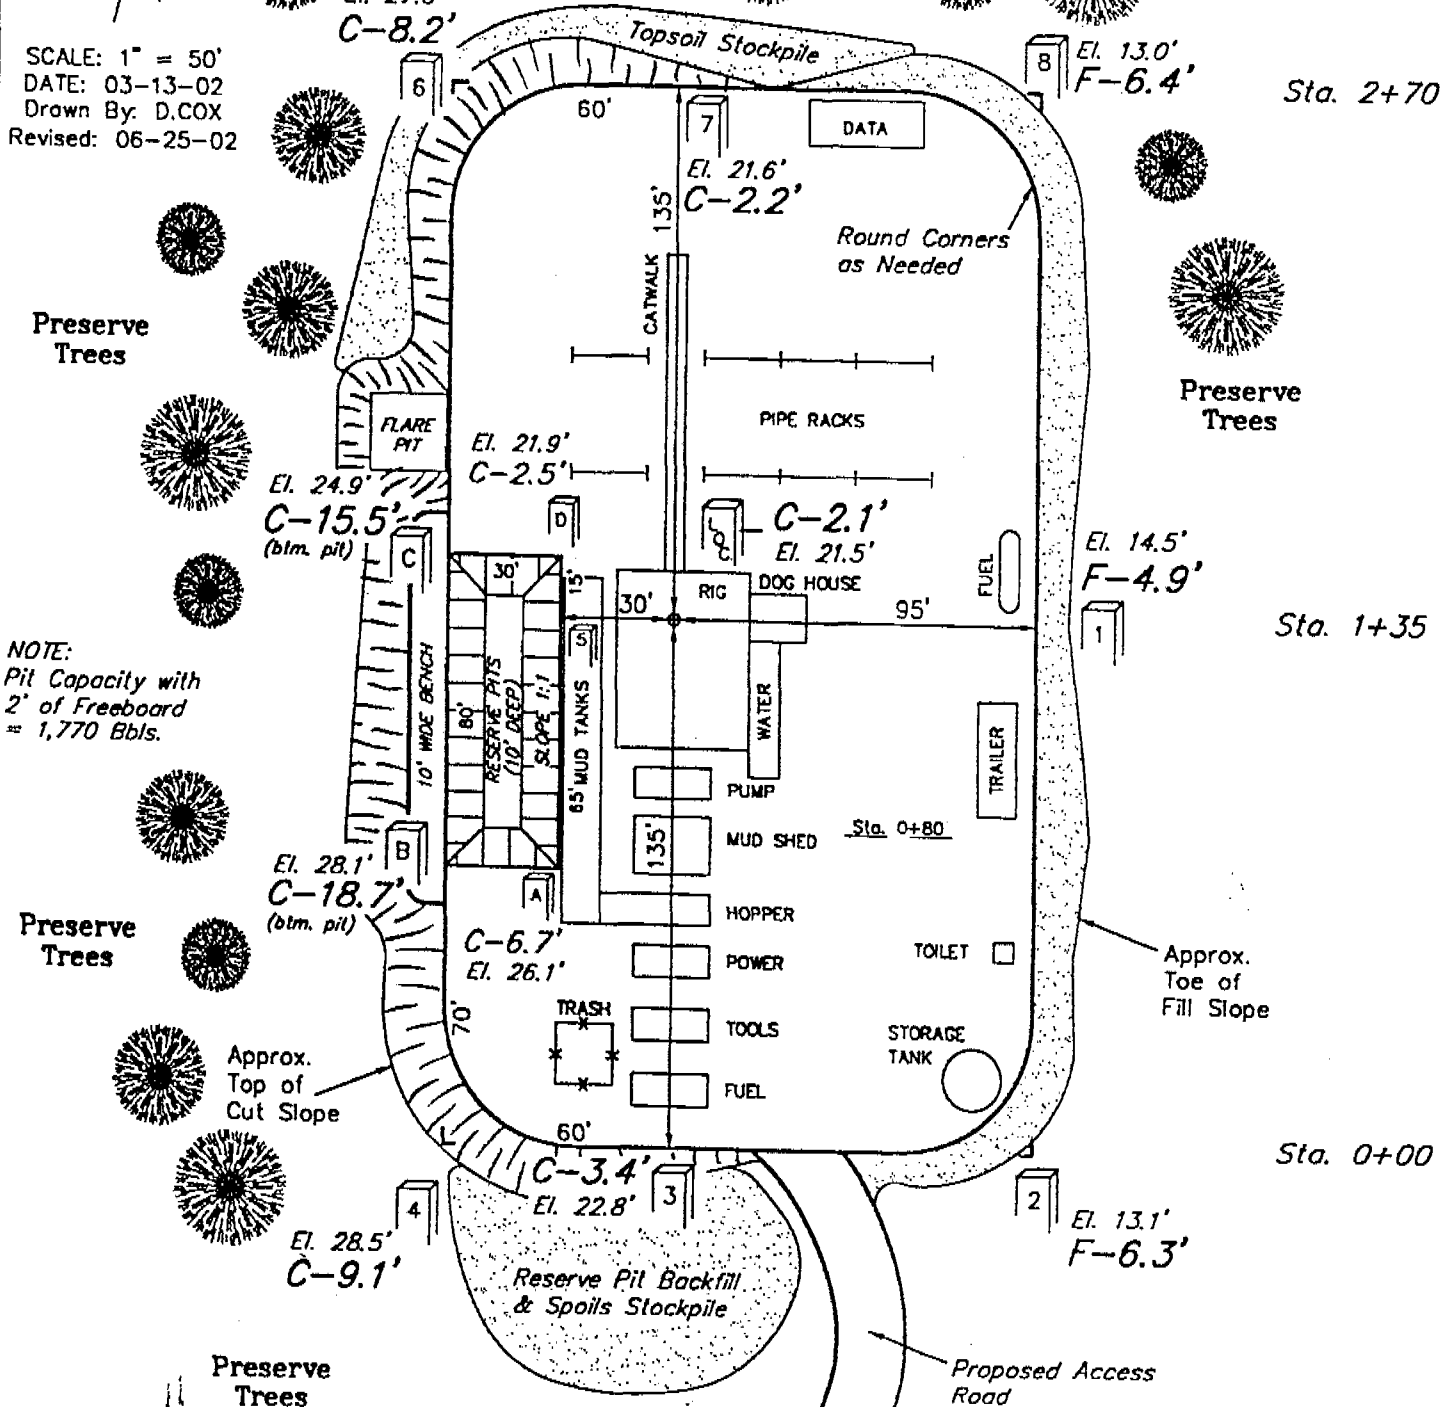 C-8.2'
SCALE: 1" = 50'
DATE: 03-13-02
Drawn By: D.COX
Revised: 06-25-02
6
Topsoil Stockpile
8
El. 13.0'
F-6.4'
Sta. 2+70
60'
7
DATA
El. 21.6'
C-2.2'
135'
Round Corners
as Needed
CATWALK
Preserve
Trees
Preserve
Trees
PIPE RACKS
FLARE
PIT
El. 21.9'
C-2.5'
El. 24.9'
C-15.5'
(btm. pit)
C
D
LOC.
C-2.1'
El. 21.5'
FUEL
El. 14.5'
F-4.9'
1
Sta. 1+35
30'
15'
30'
RIG
DOG HOUSE
95'
5
NOTE:
Pit Capacity with
2' of Freeboard
= 1,770 Bbls.
10' WIDE BENCH
80'
RESERVE PITS
(10' DEEP)
SLOPE 1:1
65'
MUD TANKS
WATER
TRAILER
PUMP
135'
MUD SHED
Sta. 0+80
B
El. 28.1'
C-18.7'
(btm. pit)
A
HOPPER
C-6.7'
El. 26.1'
Preserve
Trees
POWER
TOILET
Approx.
Toe of
Fill Slope
70'
TRASH
TOOLS
STORAGE
TANK
Approx.
Top of
Cut Slope
FUEL
60'
Sta. 0+00
C-3.4'
El. 22.8'
3
4
2
El. 28.5'
C-9.1'
El. 13.1'
F-6.3'
Reserve Pit Backfill
& Spoils Stockpile
Preserve
Trees
Proposed Access
Road